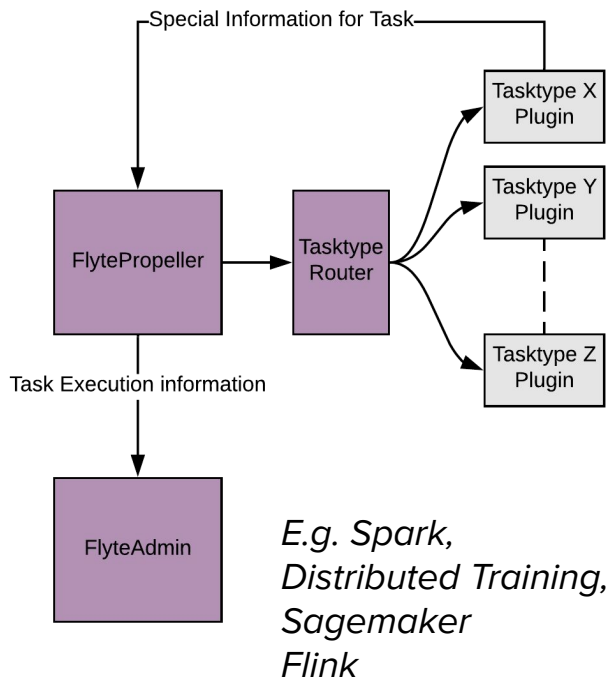 Special Information for Task
Tasktype X
Plugin
Tasktype Y
Plugin
FlytePropeller
Tasktype
Router
Tasktype Z
Plugin
Task Execution information
FlyteAdmin
E.g. Spark,
Distributed Training,
Sagemaker
Flink